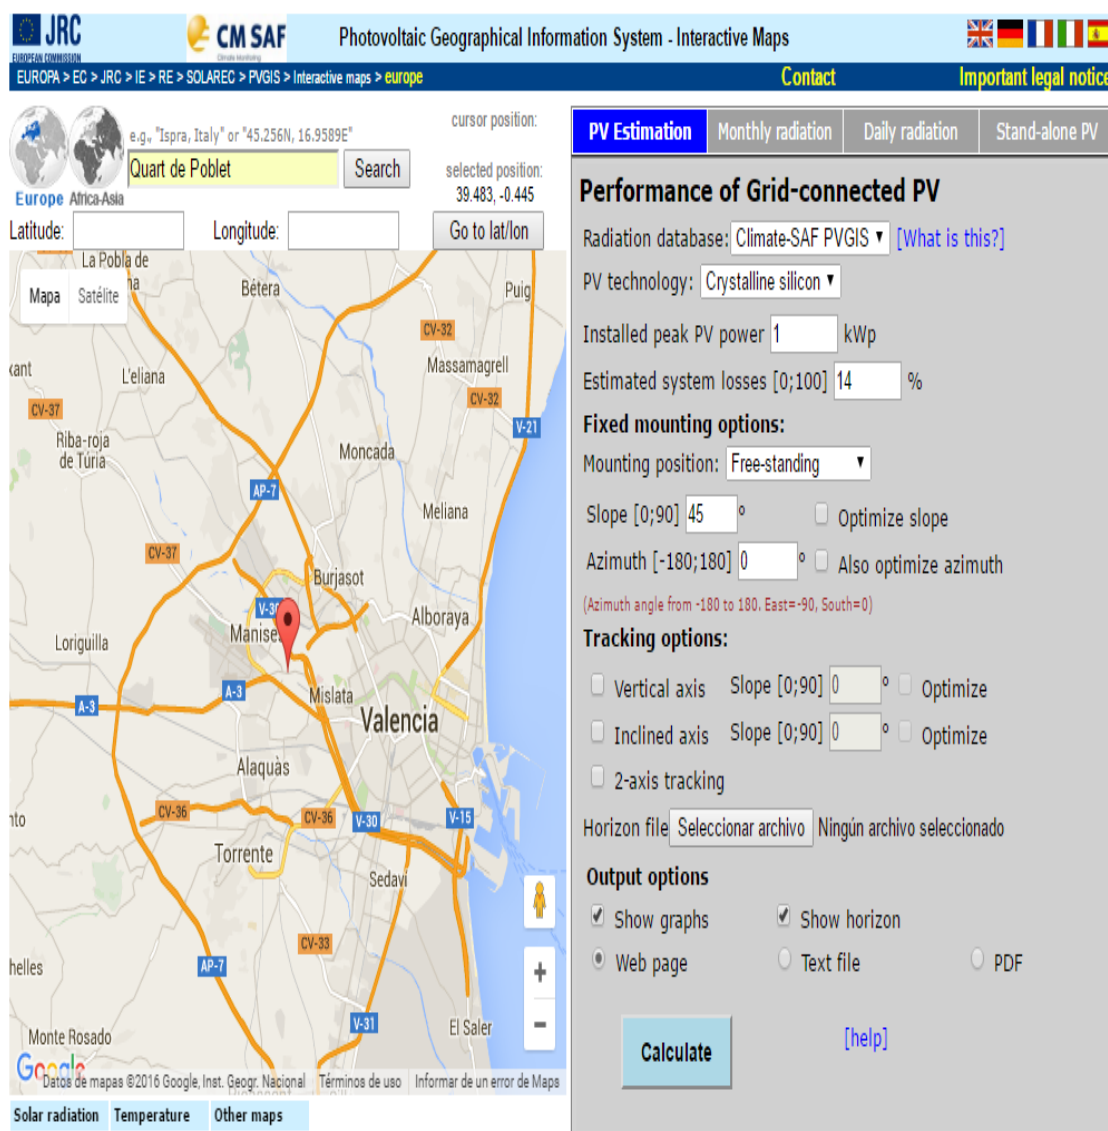 JRC
EUROPEAN COMMISSION
CM SAF
Climate Monitoring
Photovoltaic Geographical Information System - Interactive Maps
EUROPA > EC > JRC > IE > RE > SOLAREC > PVGIS > Interactive maps > europe
Contact
Important legal notice
e.g., "Ispra, Italy" or "45.256N, 16.9589E"
cursor position:
Quart de Poblet
Search
selected position:
39.483, -0.445
Europe
Africa-Asia
Latitude:
Longitude:
Go to lat/lon
Mapa
Satélite
La Pobla de
na
Bétera
Puig
CV-32
Massamagrell
CV-32
xant
L'eliana
CV-37
V-21
Riba-roja
de Túria
Moncada
AP-7
Meliana
CV-37
Burjasot
V-30
Alboraya
Manises
Loriguilla
A-3
A-3
Mislata
Valencia
Alaquàs
nto
CV-36
CV-36
V-30
V-15
Torrente
Sedaví
CV-33
helles
AP-7
V-31
El Saler
Monte Rosado
+
−
Google
Datos de mapas ©2016 Google, Inst. Geogr. Nacional
Términos de uso
Informar de un error de Maps
Solar radiation
Temperature
Other maps
PV Estimation
Monthly radiation
Daily radiation
Stand-alone PV
Performance of Grid-connected PV
Radiation database: Climate-SAF PVGIS ▾ [What is this?]
PV technology: Crystalline silicon ▾
Installed peak PV power 1 kWp
Estimated system losses [0;100] 14 %
Fixed mounting options:
Mounting position: Free-standing ▾
Slope [0;90] 45 º Optimize slope
Azimuth [-180;180] 0 º Also optimize azimuth
(Azimuth angle from -180 to 180. East=-90, South=0)
Tracking options:
Vertical axis Slope [0;90] 0 º Optimize
Inclined axis Slope [0;90] 0 º Optimize
2-axis tracking
Horizon file Seleccionar archivo Ningún archivo seleccionado
Output options
Show graphs Show horizon
Web page Text file PDF
Calculate
[help]